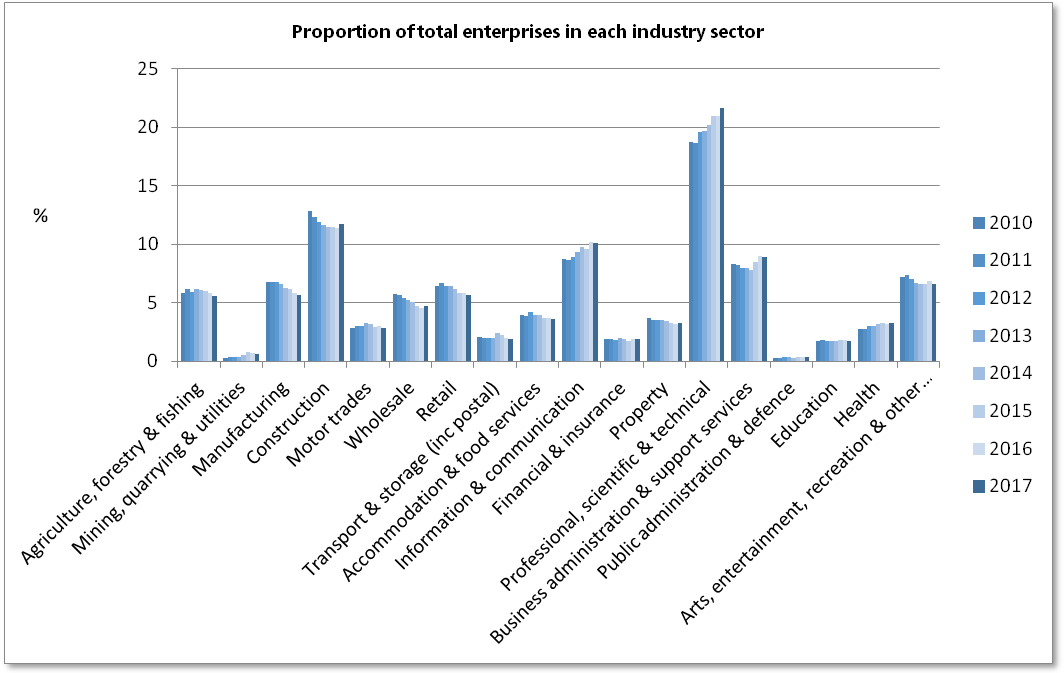 Proportion of total enterprises in each industry sector
25
20
15
10
5
0
%
Agriculture, forestry & fishing
Mining, quarrying & utilities
Manufacturing
Construction
Motor trades
Wholesale
Retail
Transport & storage (inc postal)
Accommodation & food services
Information & communication
Financial & insurance
Property
Professional, scientific & technical
Business administration & support services
Public administration & defence
Education
Health
Arts, entertainment, recreation & other...
2010
2011
2012
2013
2014
2015
2016
2017